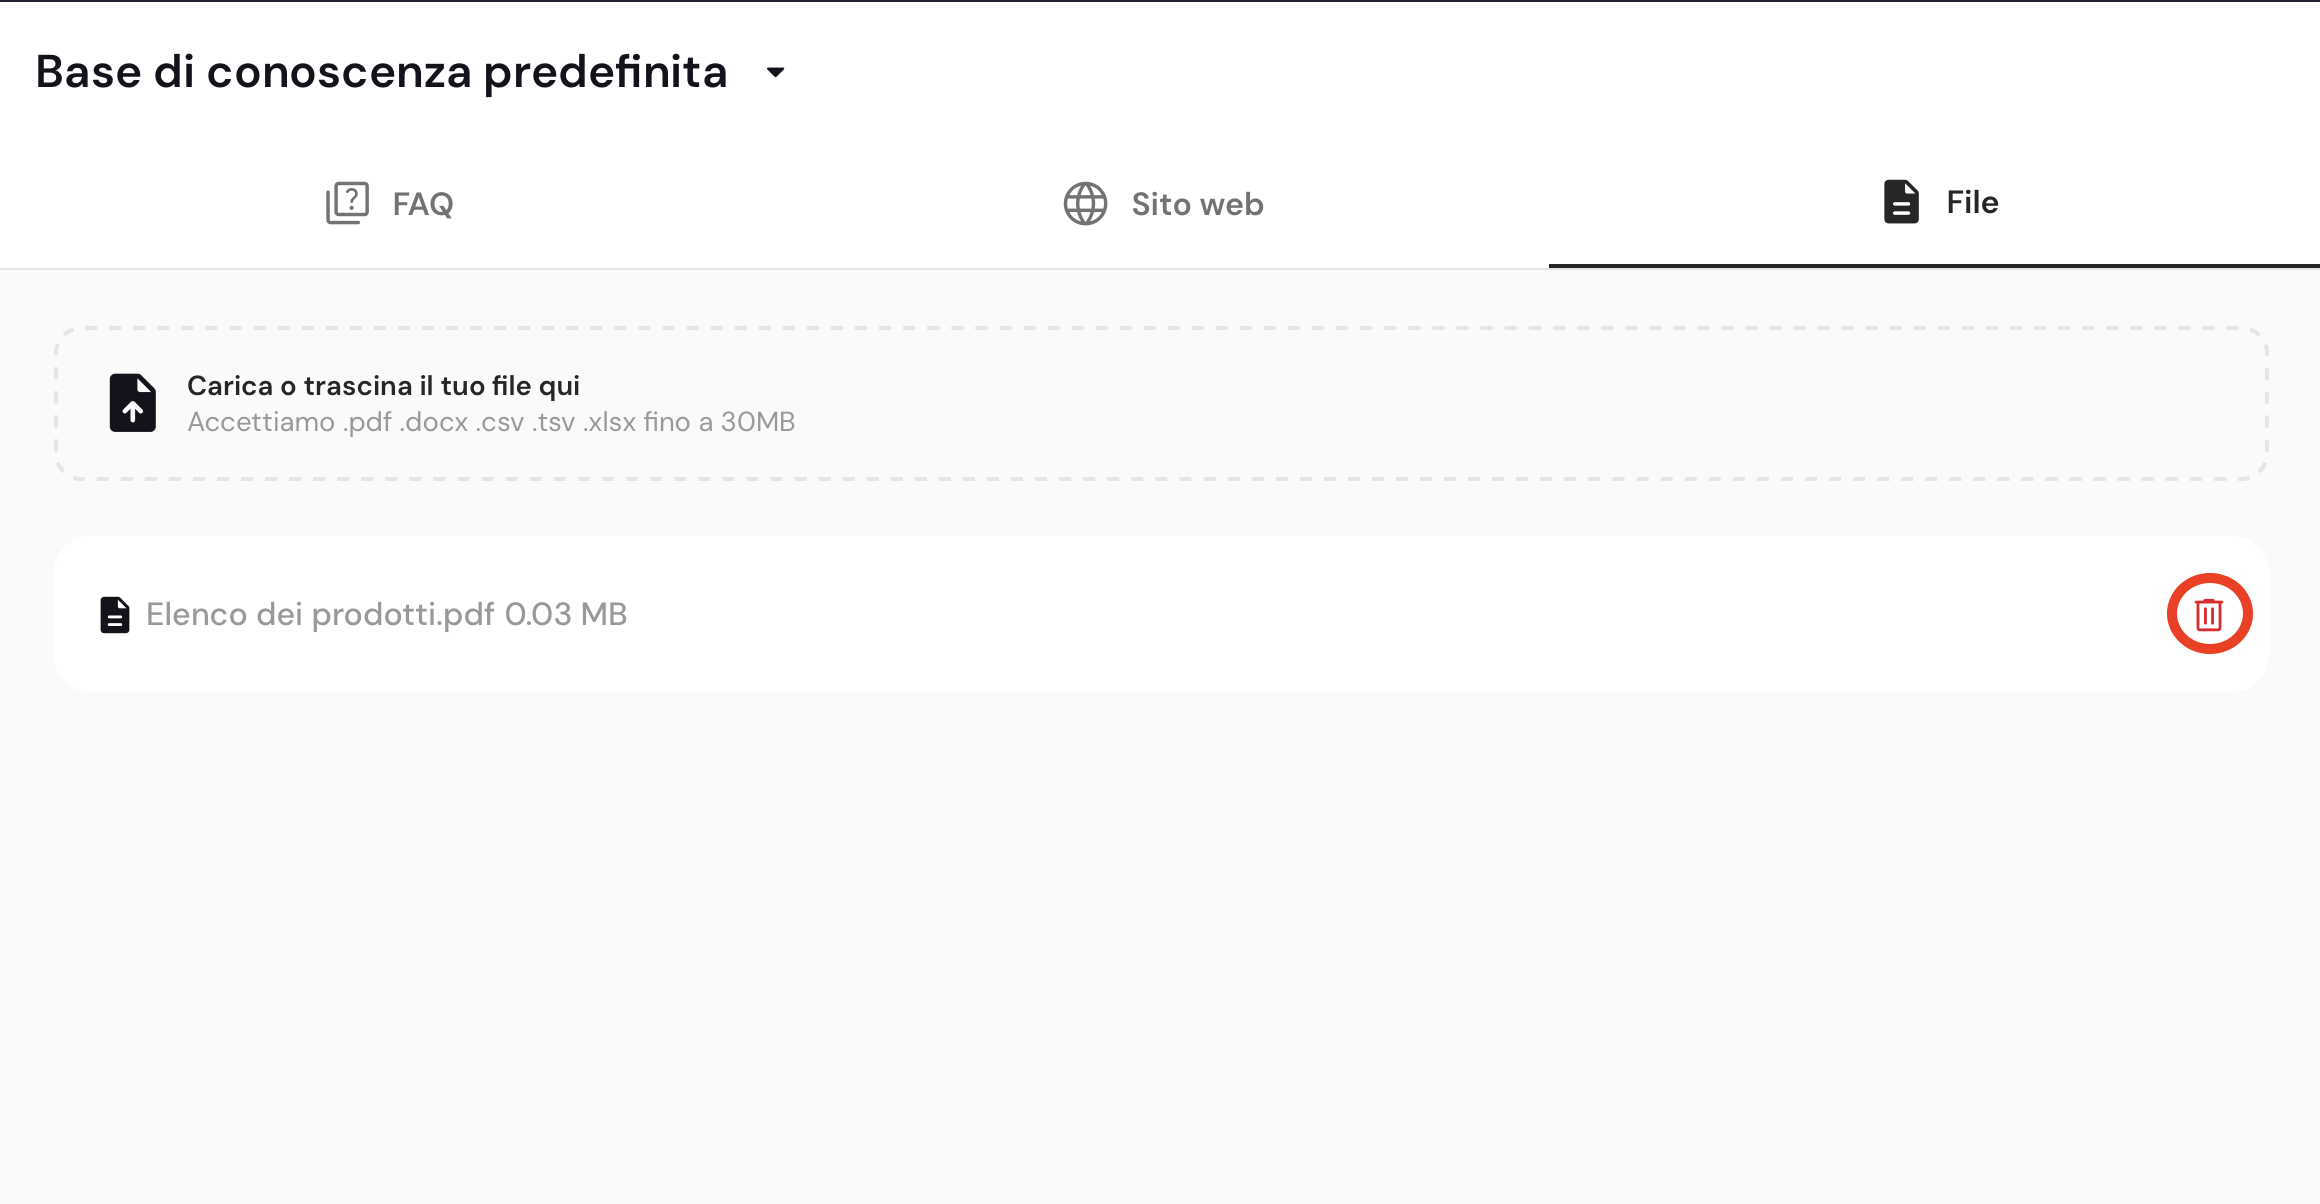 Base di conoscenza predefinita
FAQ
Sito web
File
Carica o trascina il tuo file qui
Accettiamo .pdf .docx .csv .tsv .xlsx fino a 30MB
Elenco dei prodotti.pdf 0.03 MB